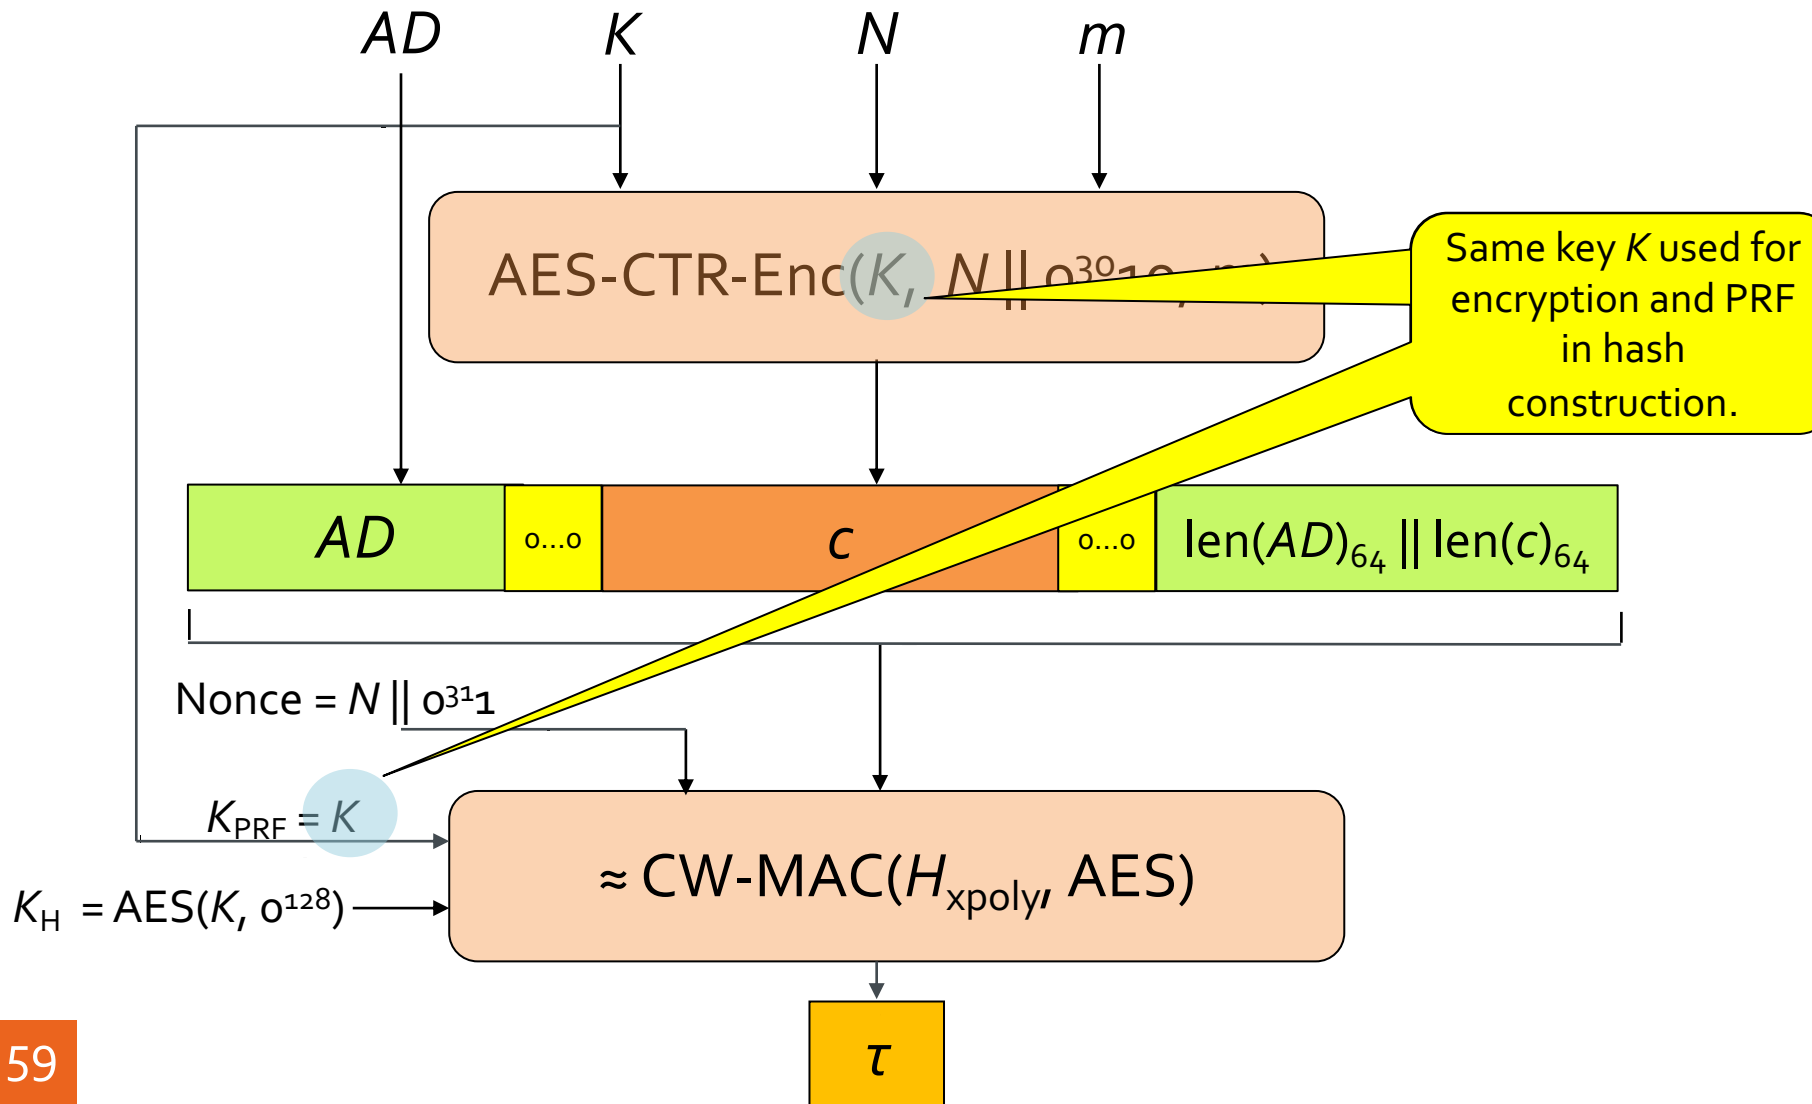 AD K N m
AES-CTR-Enc(K, N || 0³⁰10, m)
Same key K used for
encryption and PRF
in hash
construction.
AD 0...0 c 0...0 len(AD)₆₄ || len(c)₆₄
Nonce = N || 0³¹1
K_PRF = K
≈ CW-MAC(H_xpoly, AES)
K_H = AES(K, 0¹²⁸)
τ
59